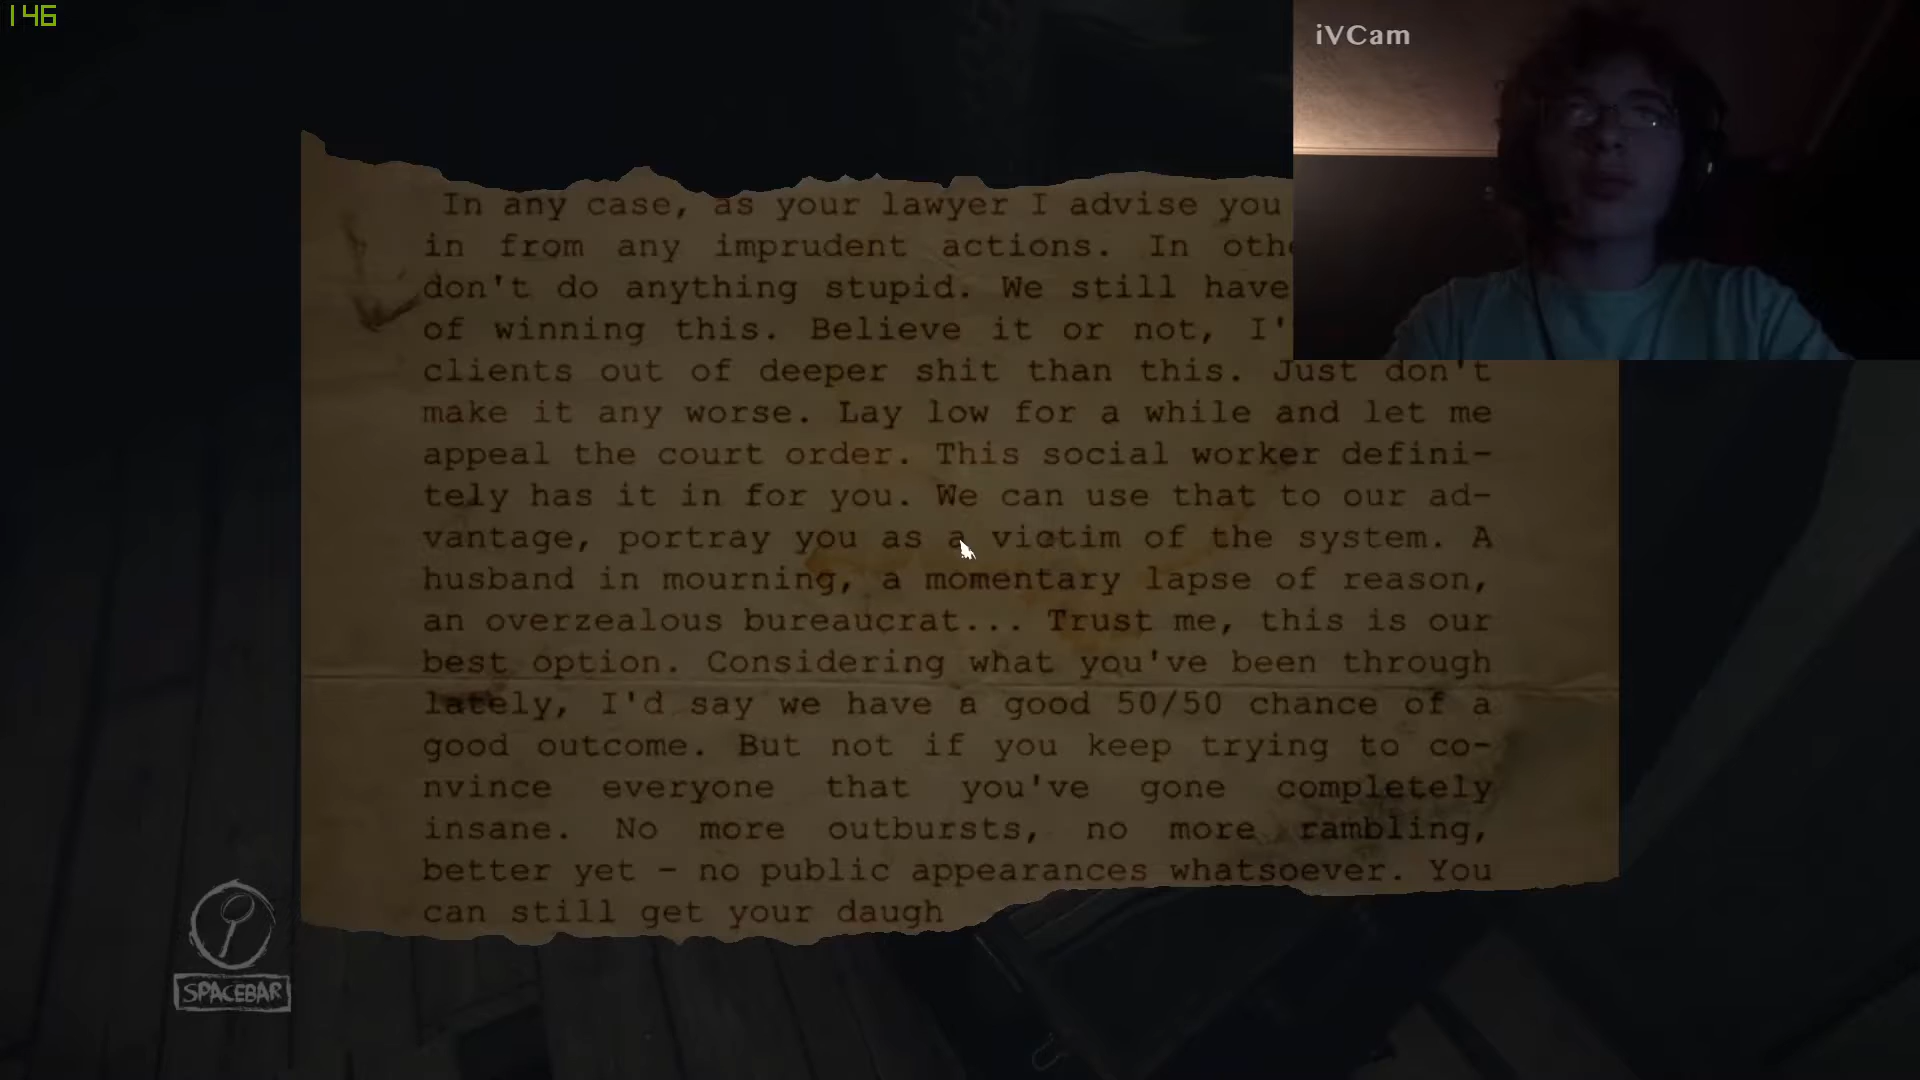 146
iVCam
In any case, as your lawyer I advise you
in from any imprudent actions. In oth
don't do anything stupid. We still have
of winning this. Believe it or not, I'
clients out of deeper shit than this. Just don't
make it any worse. Lay low for a while and let me
appeal the court order. This social worker defini-
tely has it in for you. We can use that to our ad-
vantage, portray you as a victim of the system. A
husband in mourning, a momentary lapse of reason,
an overzealous bureaucrat... Trust me, this is our
best option. Considering what you've been through
lately, I'd say we have a good 50/50 chance of a
good outcome. But not if you keep trying to co-
nvince everyone that you've gone completely
insane. No more outbursts, no more rambling,
better yet - no public appearances whatsoever. You
can still get your daugh
SPACEBAR